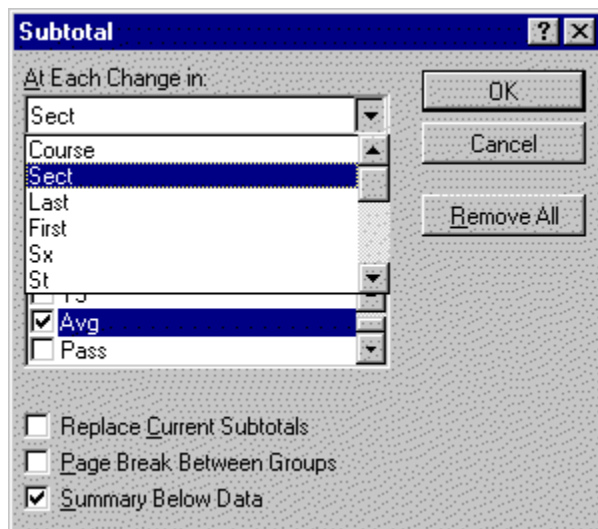 Subtotal
At Each Change in:
Sect
Course
Sect
Last
First
Sx
St
Avg
Pass
Replace Current Subtotals
Page Break Between Groups
Summary Below Data
OK
Cancel
Remove All